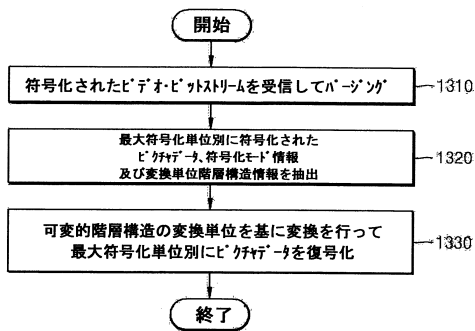 開始
符号化されたﾋﾞﾃﾞｵ･ﾋﾞｯﾄｽﾄﾘｰﾑを受信してﾊﾟｰｼﾞﾝｸﾞ
1310
最大符号化単位別に符号化された
ﾋﾟｸﾁｬﾃﾞｰﾀ、符号化ﾓｰﾄﾞ情報
及び変換単位階層構造情報を抽出
1320
可変的階層構造の変換単位を基に変換を行って
最大符号化単位別にﾋﾟｸﾁｬﾃﾞｰﾀを復号化
1330
終了